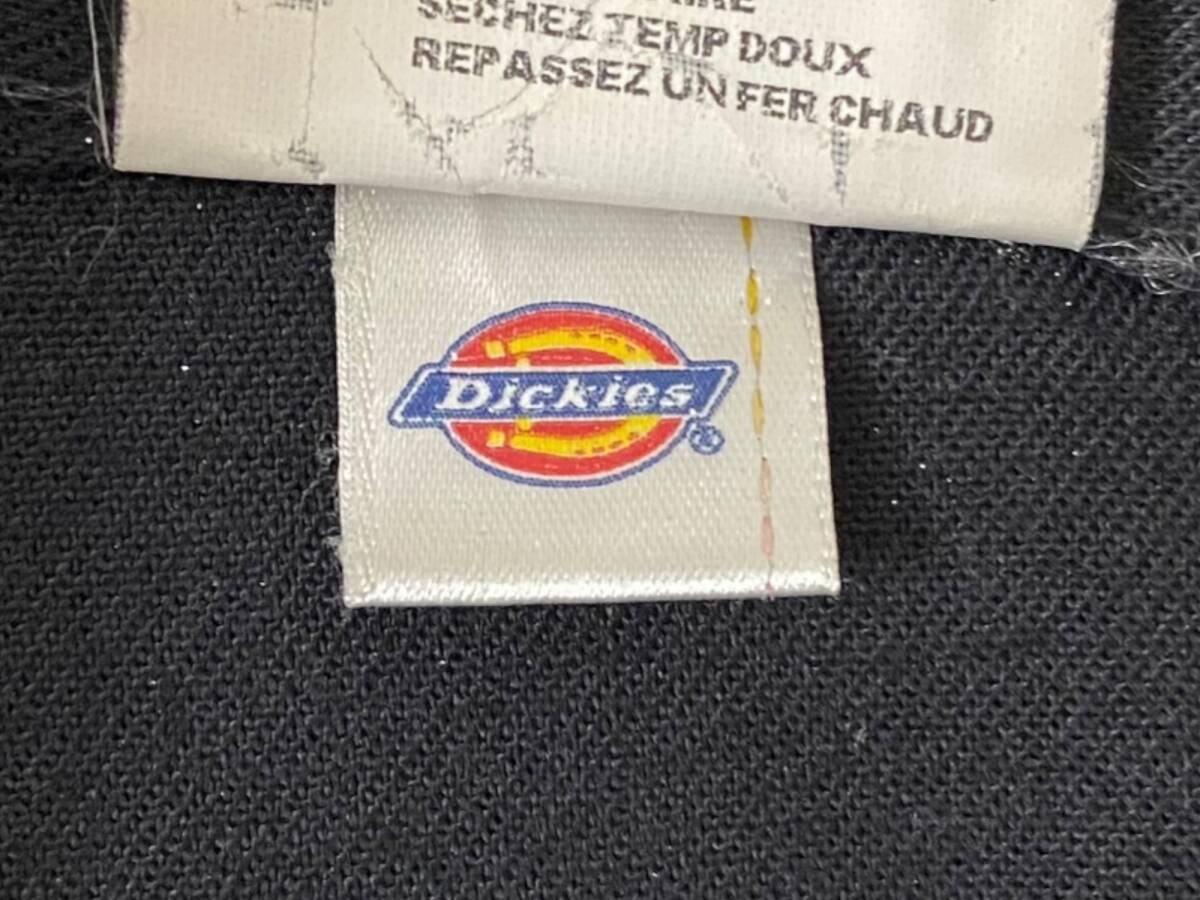 SECHEZ TEMP DOUX
REPASSEZ UN FER CHAUD
Dickies
®